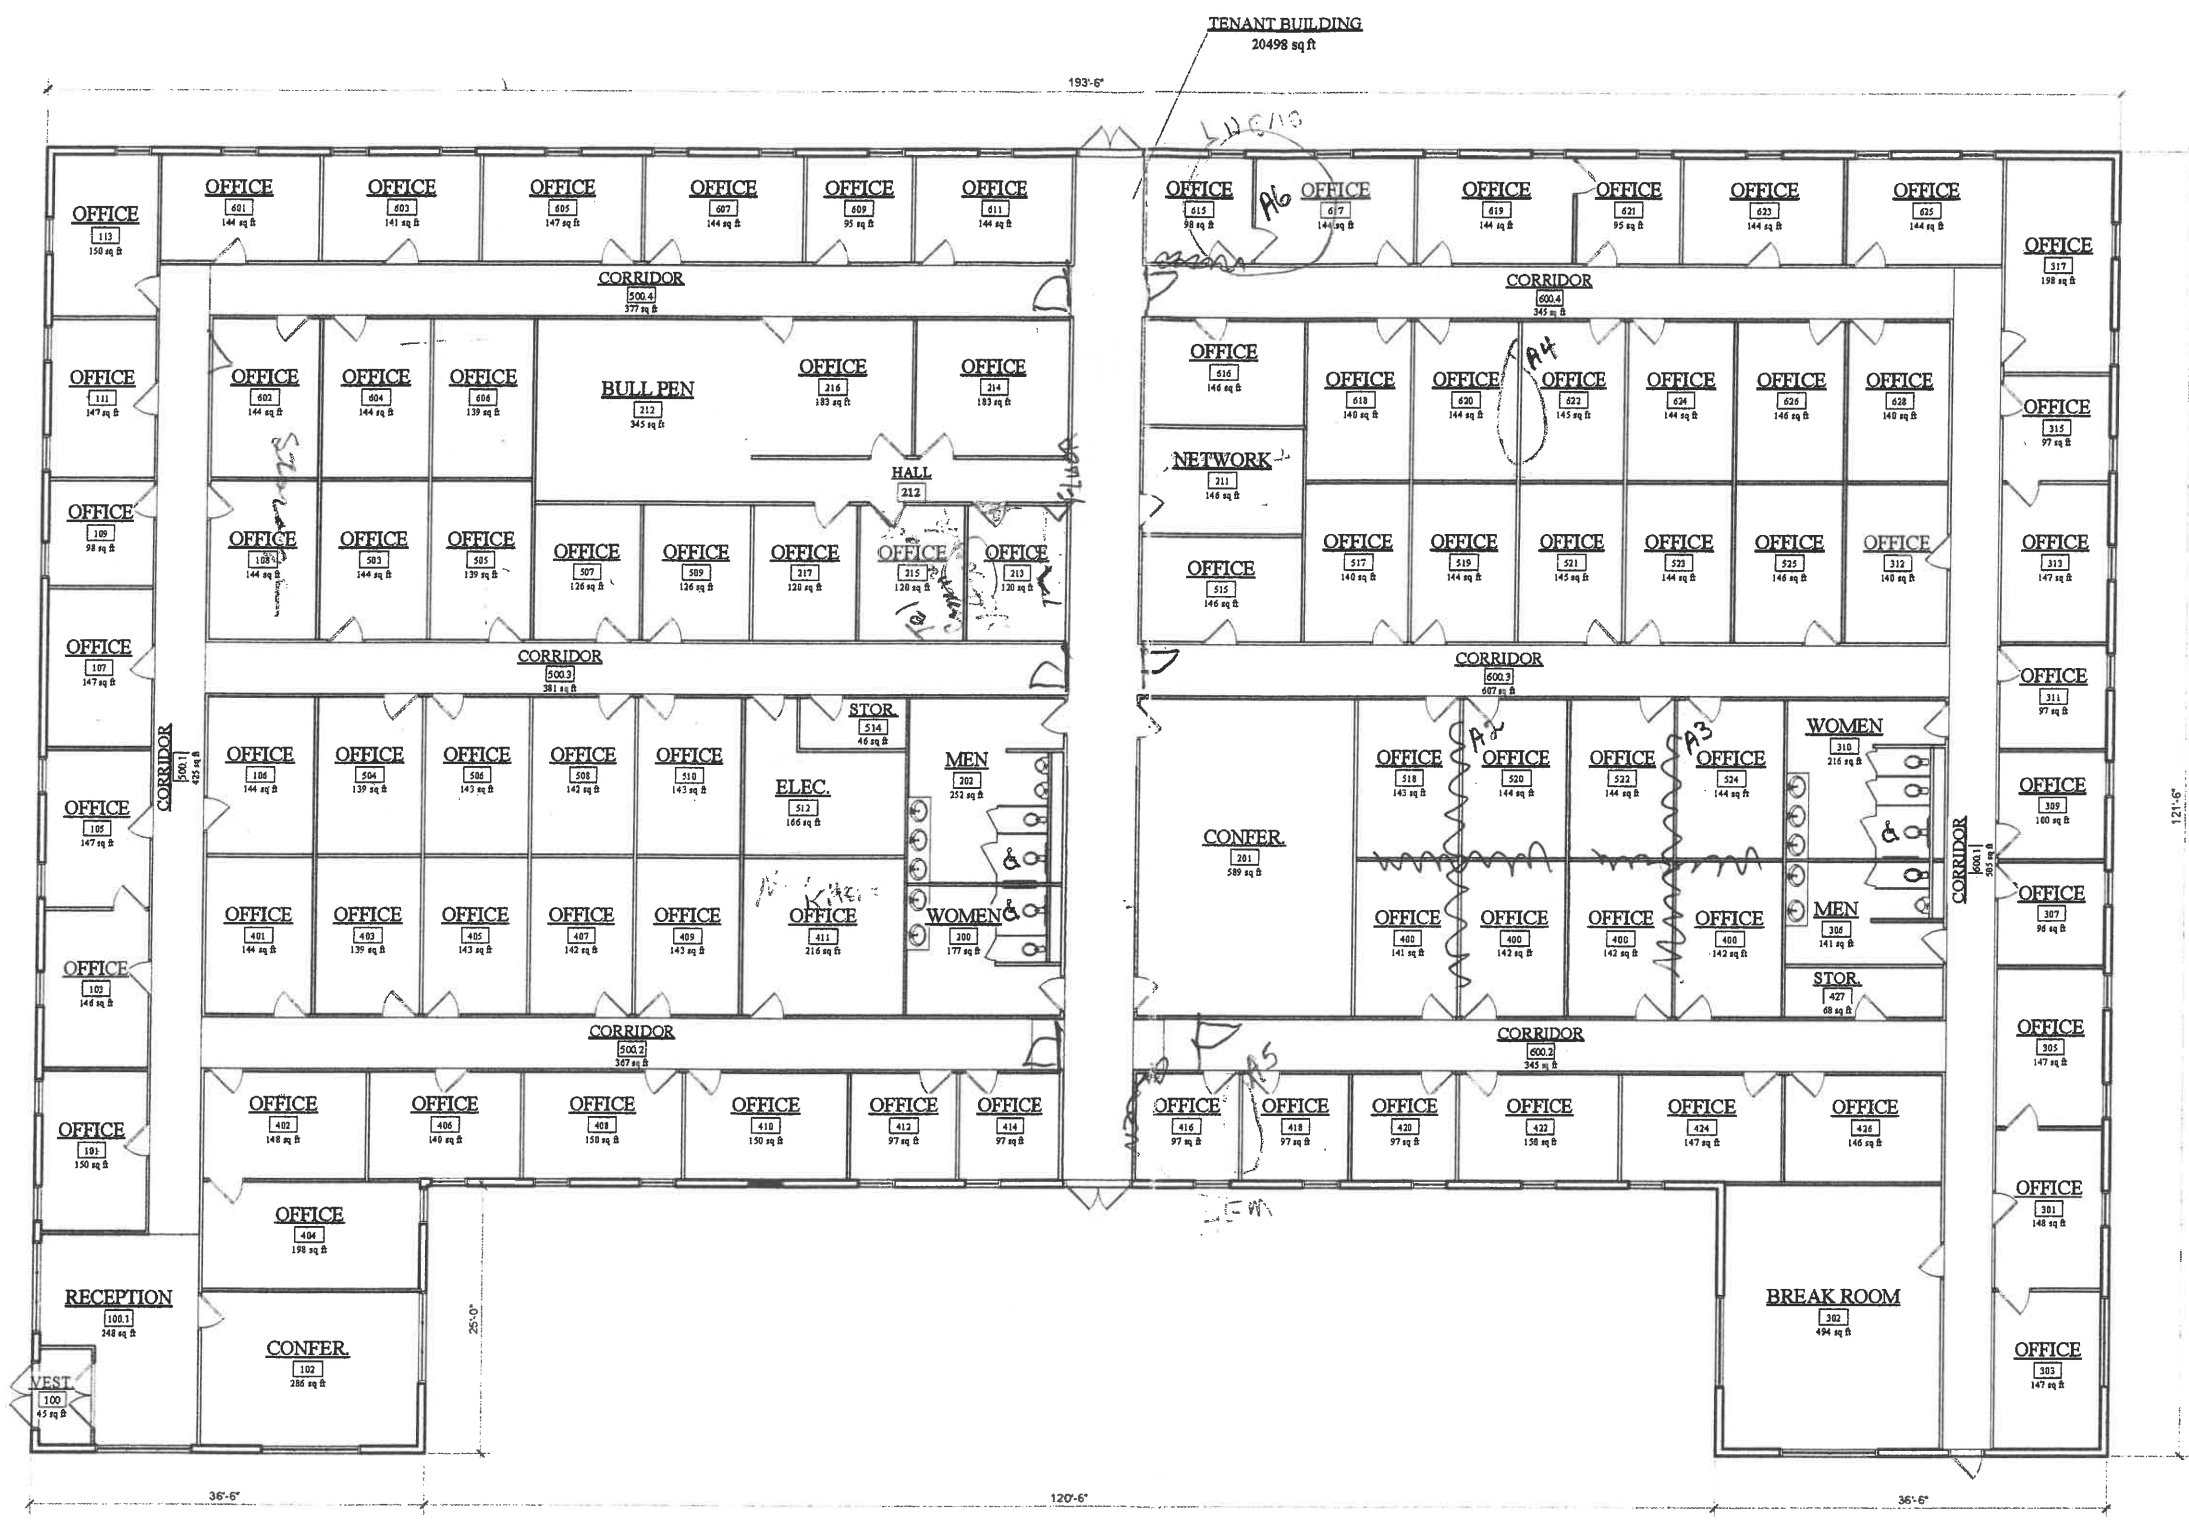 TENANT BUILDING
20498 sq ft
193'-6"
OFFICE
113
150 sq ft
OFFICE
601
144 sq ft
OFFICE
603
141 sq ft
OFFICE
605
147 sq ft
OFFICE
607
144 sq ft
OFFICE
609
95 sq ft
OFFICE
611
144 sq ft
OFFICE
615
98 sq ft
A6
OFFICE
617
144 sq ft
OFFICE
619
144 sq ft
OFFICE
621
95 sq ft
OFFICE
623
144 sq ft
OFFICE
625
144 sq ft
OFFICE
317
198 sq ft
CORRIDOR
500.4
377 sq ft
CORRIDOR
600.4
345 sq ft
OFFICE
111
147 sq ft
OFFICE
602
144 sq ft
OFFICE
604
144 sq ft
OFFICE
606
139 sq ft
BULL PEN
212
345 sq ft
OFFICE
216
183 sq ft
OFFICE
214
183 sq ft
OFFICE
616
146 sq ft
OFFICE
618
140 sq ft
OFFICE
620
144 sq ft
A4
OFFICE
622
145 sq ft
OFFICE
624
144 sq ft
OFFICE
626
146 sq ft
OFFICE
628
140 sq ft
OFFICE
315
97 sq ft
HALL
212
NETWORK
211
146 sq ft
OFFICE
109
98 sq ft
OFFICE
108
144 sq ft
OFFICE
503
144 sq ft
OFFICE
505
139 sq ft
OFFICE
507
126 sq ft
OFFICE
509
126 sq ft
OFFICE
217
120 sq ft
OFFICE
215
120 sq ft
OFFICE
213
120 sq ft
OFFICE
515
146 sq ft
OFFICE
517
140 sq ft
OFFICE
519
144 sq ft
OFFICE
521
145 sq ft
OFFICE
523
144 sq ft
OFFICE
525
146 sq ft
OFFICE
312
140 sq ft
OFFICE
313
147 sq ft
OFFICE
107
147 sq ft
CORRIDOR
500.3
381 sq ft
CORRIDOR
600.3
607 sq ft
OFFICE
311
97 sq ft
CORRIDOR
500.1
425 sq ft
OFFICE
106
144 sq ft
OFFICE
504
139 sq ft
OFFICE
506
143 sq ft
OFFICE
508
142 sq ft
OFFICE
510
143 sq ft
STOR.
514
46 sq ft
ELEC.
512
166 sq ft
MEN
202
252 sq ft
CONFER.
201
589 sq ft
OFFICE
518
143 sq ft
A2
OFFICE
520
144 sq ft
OFFICE
522
144 sq ft
A3
OFFICE
524
144 sq ft
WOMEN
310
216 sq ft
OFFICE
309
100 sq ft
121'-6"
OFFICE
105
147 sq ft
CORRIDOR
600.1
585 sq ft
OFFICE
103
146 sq ft
OFFICE
401
144 sq ft
OFFICE
403
139 sq ft
OFFICE
405
143 sq ft
OFFICE
407
142 sq ft
OFFICE
409
143 sq ft
OFFICE
411
216 sq ft
WOMEN
200
177 sq ft
OFFICE
400
141 sq ft
OFFICE
400
142 sq ft
OFFICE
400
142 sq ft
OFFICE
400
142 sq ft
MEN
306
141 sq ft
STOR.
427
68 sq ft
OFFICE
307
96 sq ft
CORRIDOR
500.2
367 sq ft
CORRIDOR
600.2
345 sq ft
OFFICE
305
147 sq ft
OFFICE
101
150 sq ft
OFFICE
402
148 sq ft
OFFICE
406
140 sq ft
OFFICE
408
150 sq ft
OFFICE
410
150 sq ft
OFFICE
412
97 sq ft
OFFICE
414
97 sq ft
OFFICE
416
97 sq ft
A5
OFFICE
418
97 sq ft
OFFICE
420
97 sq ft
OFFICE
422
150 sq ft
OFFICE
424
147 sq ft
OFFICE
426
146 sq ft
OFFICE
301
148 sq ft
OFFICE
404
198 sq ft
RECEPTION
100.1
248 sq ft
25'-0"
BREAK ROOM
302
494 sq ft
CONFER.
102
286 sq ft
VEST.
100
45 sq ft
OFFICE
303
147 sq ft
36'-6"
120'-6"
36'-6"